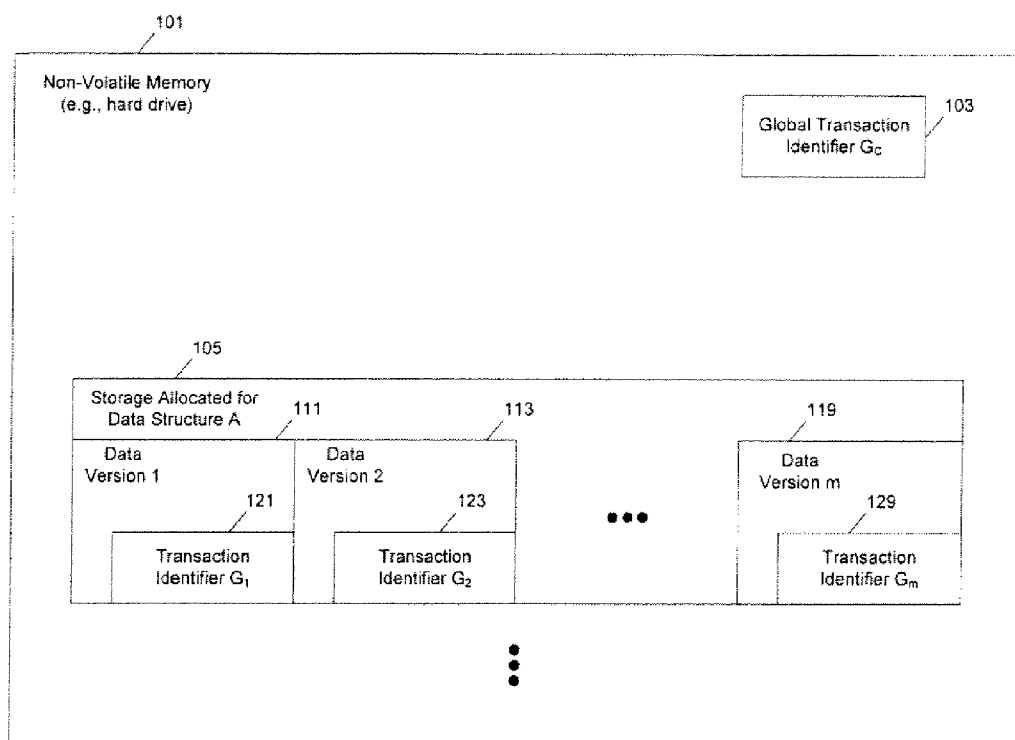 101
Non-Volatile Memory
(e.g., hard drive)
103
Global Transaction
Identifier GC
105
Storage Allocated for
Data Structure A
111
113
119
Data
Version 1
Data
Version 2
Data
Version m
121
123
129
Transaction
Identifier G1
Transaction
Identifier G2
Transaction
Identifier Gm